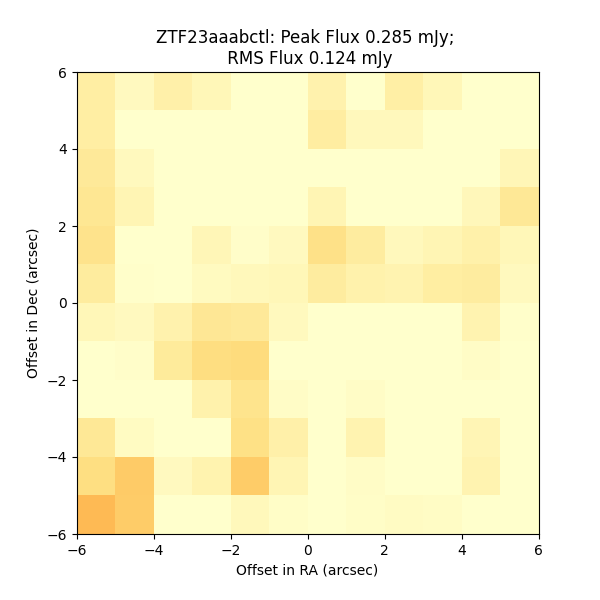 ZTF23aaabctl: Peak Flux 0.285 mJy;
RMS Flux 0.124 mJy
6
4
2
0
−2
−4
−6
Offset in Dec (arcsec)
−6 −4 −2 0 2 4 6
Offset in RA (arcsec)